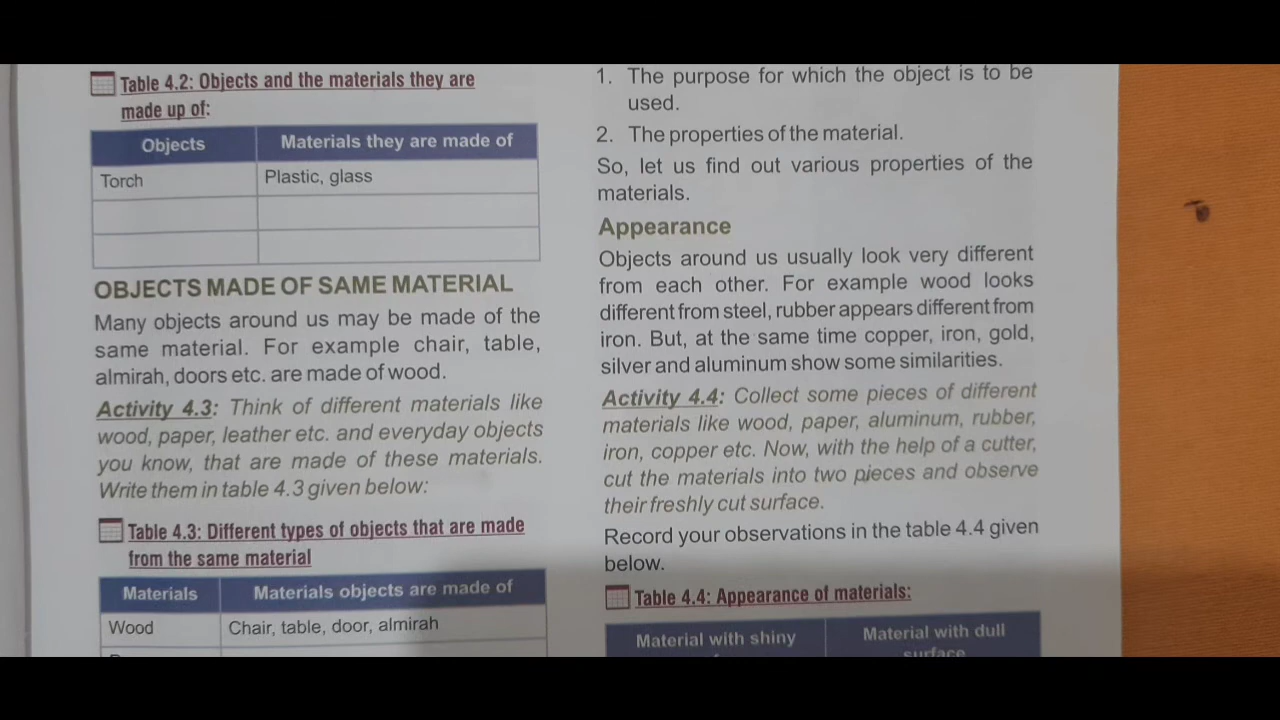 Table 4.2: Objects and the materials they are
made up of:
Objects
Materials they are made of
Torch
Plastic, glass
OBJECTS MADE OF SAME MATERIAL
Many objects around us may be made of the
same material. For example chair, table,
almirah, doors etc. are made of wood.
Activity 4.3: Think of different materials like
wood, paper, leather etc. and everyday objects
you know, that are made of these materials.
Write them in table 4.3 given below:
Table 4.3: Different types of objects that are made
from the same material
Materials
Materials objects are made of
Wood
Chair, table, door, almirah
1. The purpose for which the object is to be
used.
2. The properties of the material.
So, let us find out various properties of the
materials.
Appearance
Objects around us usually look very different
from each other. For example wood looks
different from steel, rubber appears different from
iron. But, at the same time copper, iron, gold,
silver and aluminum show some similarities.
Activity 4.4: Collect some pieces of different
materials like wood, paper, aluminum, rubber,
iron, copper etc. Now, with the help of a cutter,
cut the materials into two pieces and observe
their freshly cut surface.
Record your observations in the table 4.4 given
below.
Table 4.4: Appearance of materials:
Material with shiny
Material with dull
surface